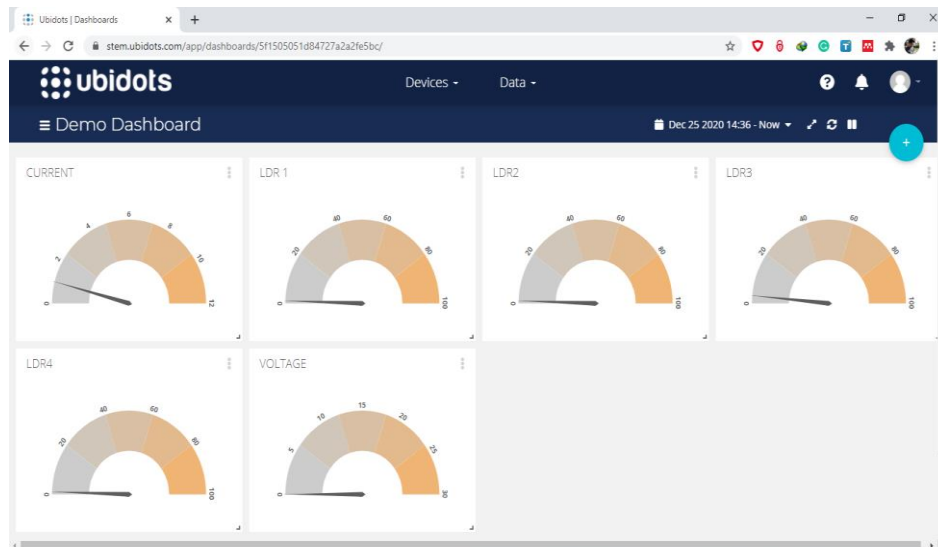 Ubidots | Dashboards
stem.ubidots.com/app/dashboards/5f1505051d84727a2a2fe5bc/
ubidots
Devices
Data
Demo Dashboard
Dec 25 2020 14:36 - Now
CURRENT
0 2 4 6 8 10 12
LDR 1
0 20 40 60 80 100
LDR2
0 20 40 60 80 100
LDR3
0 20 40 60 80 100
LDR4
0 20 40 60 80 100
VOLTAGE
0 5 10 15 20 25 30